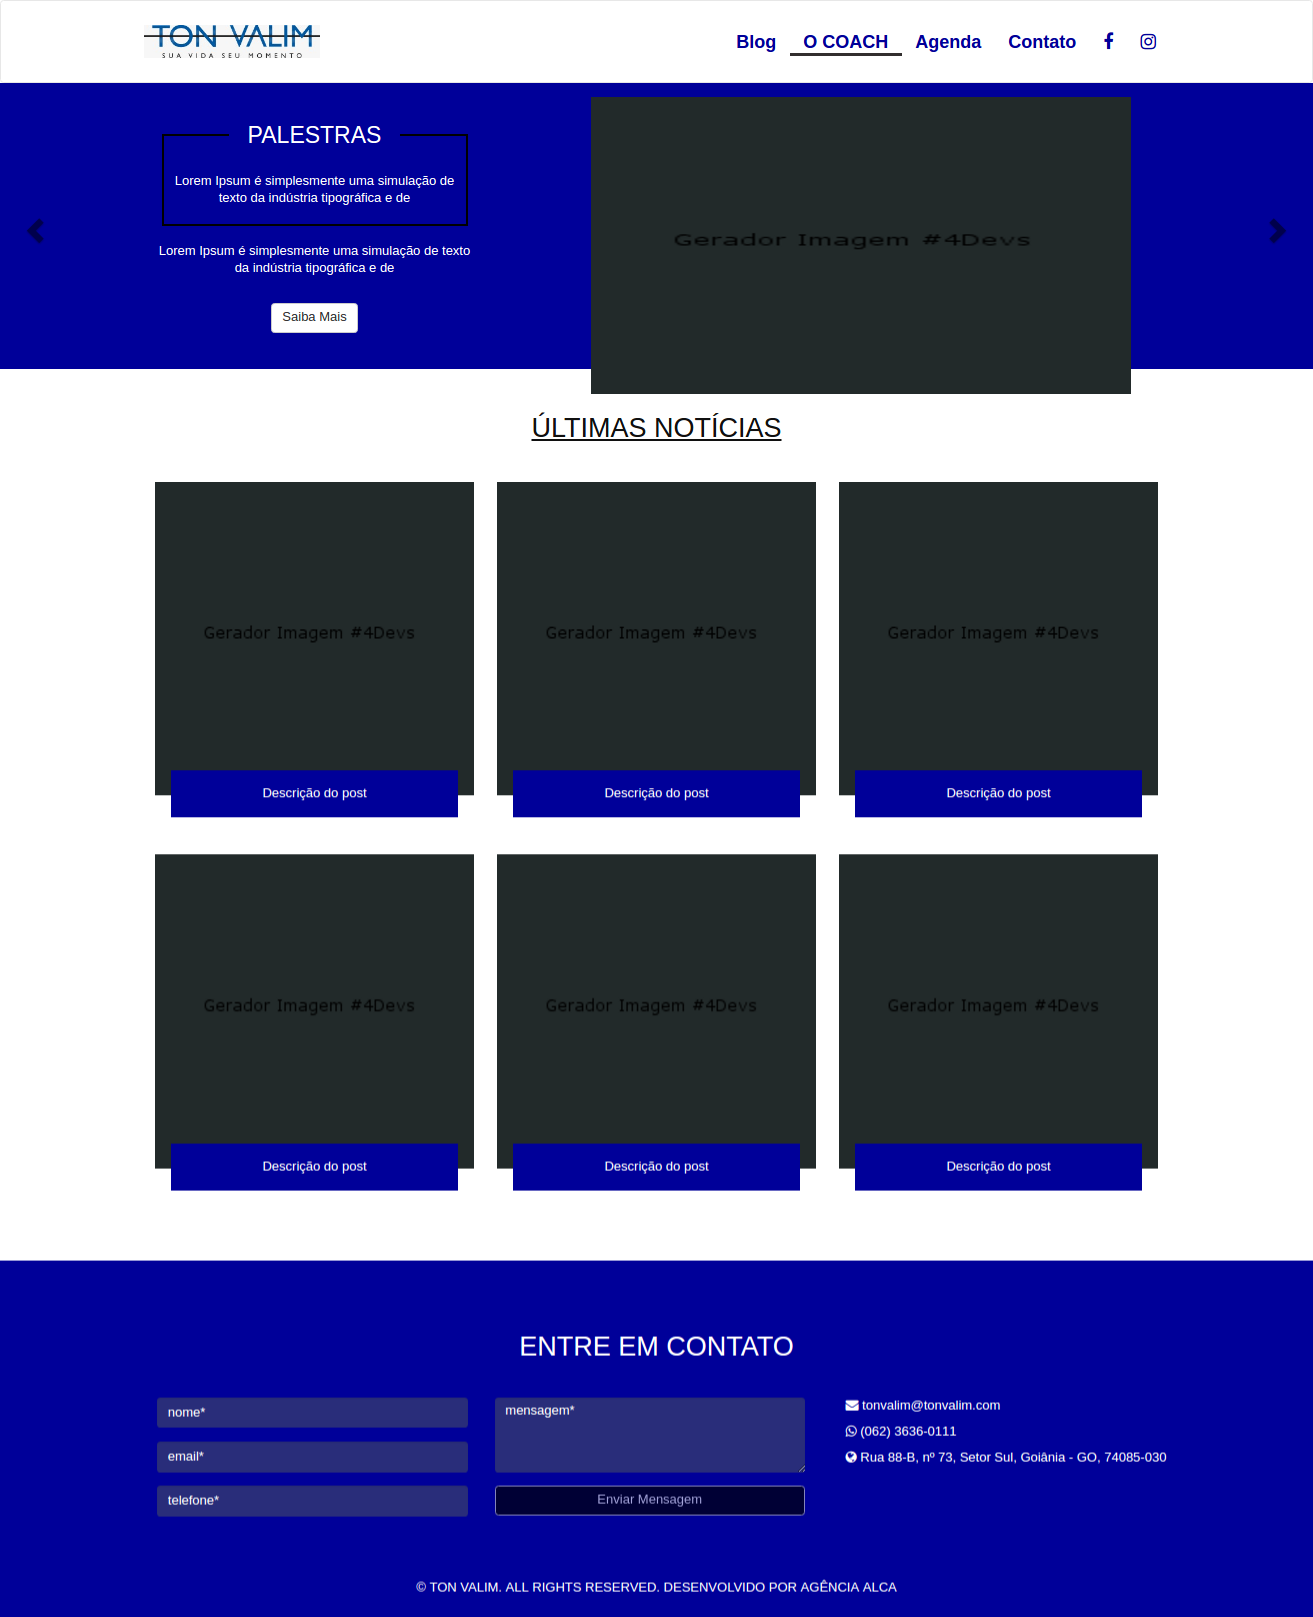 TON VALIM
SUA VIDA SEU MOMENTO
Blog
O COACH
Agenda
Contato
PALESTRAS
Lorem Ipsum é simplesmente uma simulação de
texto da indústria tipográfica e de
Lorem Ipsum é simplesmente uma simulação de texto
da indústria tipográfica e de
Saiba Mais
Gerador Imagem #4Devs
ÚLTIMAS NOTÍCIAS
Gerador Imagem #4Devs
Gerador Imagem #4Devs
Gerador Imagem #4Devs
Descrição do post
Descrição do post
Descrição do post
Gerador Imagem #4Devs
Gerador Imagem #4Devs
Gerador Imagem #4Devs
Descrição do post
Descrição do post
Descrição do post
ENTRE EM CONTATO
nome*
email*
telefone*
mensagem*
Enviar Mensagem
tonvalim@tonvalim.com
(062) 3636-0111
Rua 88-B, nº 73, Setor Sul, Goiânia - GO, 74085-030
© TON VALIM. ALL RIGHTS RESERVED. DESENVOLVIDO POR AGÊNCIA ALCA